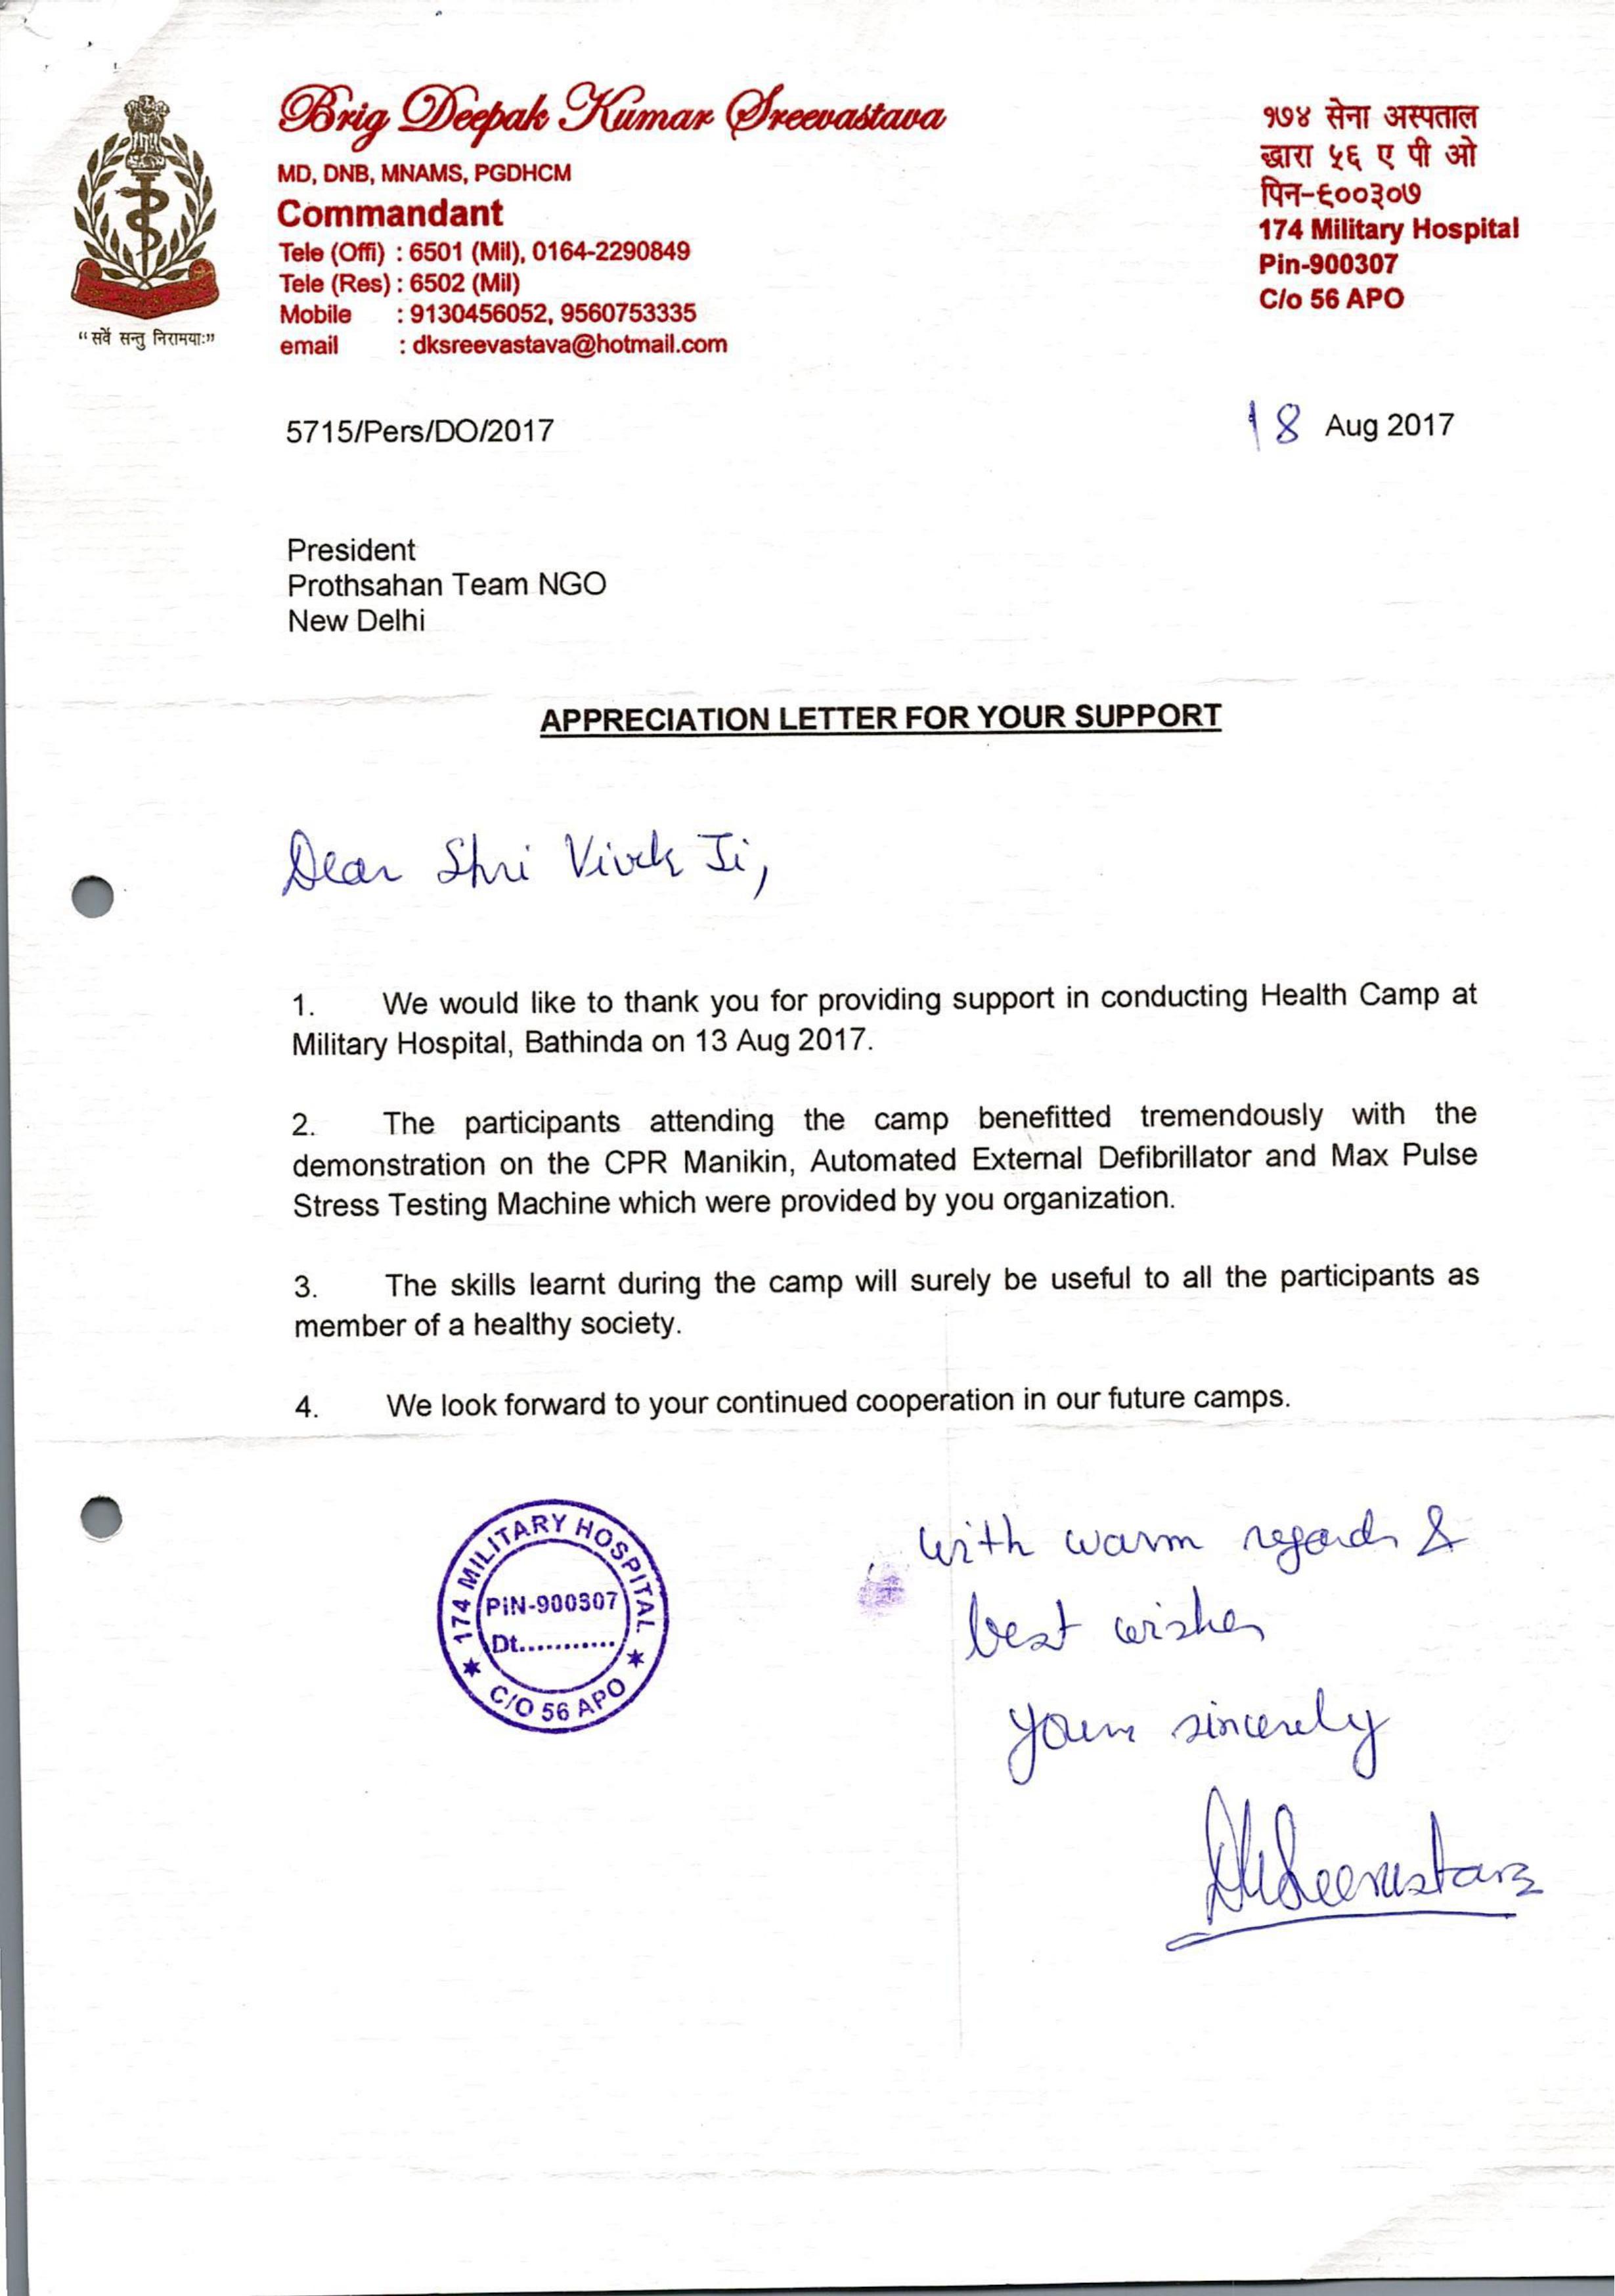 Brig Deepak Kumar Sreevastava
MD, DNB, MNAMS, PGDHCM
Commandant
Tele (Offi) : 6501 (Mil), 0164-2290849
Tele (Res) : 6502 (Mil)
Mobile : 9130456052, 9560753335
email : dksreevastava@hotmail.com
“सर्वे सन्तु निरामयाः”
१७४ सेना अस्पताल
द्वारा ५६ ए पी ओ
पिन-९००३०७
174 Military Hospital
Pin-900307
C/o 56 APO
5715/Pers/DO/2017
18 Aug 2017
President
Prothsahan Team NGO
New Delhi
APPRECIATION LETTER FOR YOUR SUPPORT
Dear Shri Vivek Ji,
1. We would like to thank you for providing support in conducting Health Camp at
Military Hospital, Bathinda on 13 Aug 2017.
2. The participants attending the camp benefitted tremendously with the
demonstration on the CPR Manikin, Automated External Defibrillator and Max Pulse
Stress Testing Machine which were provided by you organization.
3. The skills learnt during the camp will surely be useful to all the participants as
member of a healthy society.
4. We look forward to your continued cooperation in our future camps.
174 MILITARY HOSPITAL
PIN-900307
Dt...........
C/O 56 APO
with warm regards &
best wishes
yours sincerely
DKSreevastava